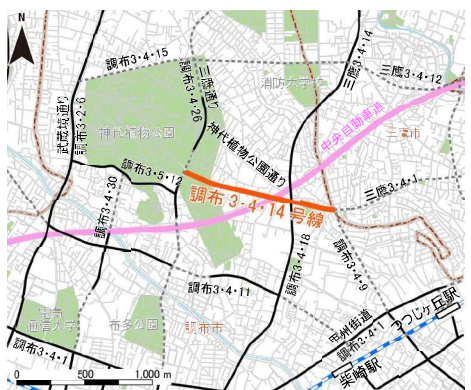 調布3・4・15
三鷹通り
調布3・4・26
消防大学校
三鷹3・4・14
三鷹3・4・12
武蔵境通り
調布3・2・6
神代植物公園
神代植物公園通り
中央自動車道
三鷹市
調布3・5・12
調布3・4・30
調布3・4・14号線
三鷹3・4・1
調布3・4・18
調布3・4・9
調布3・4・11
電気
通信大学
布多公園
調布市
甲州街道
調布3・4・1
つつじヶ丘駅
柴崎駅
調布3・4・1
0 500 1,000 m